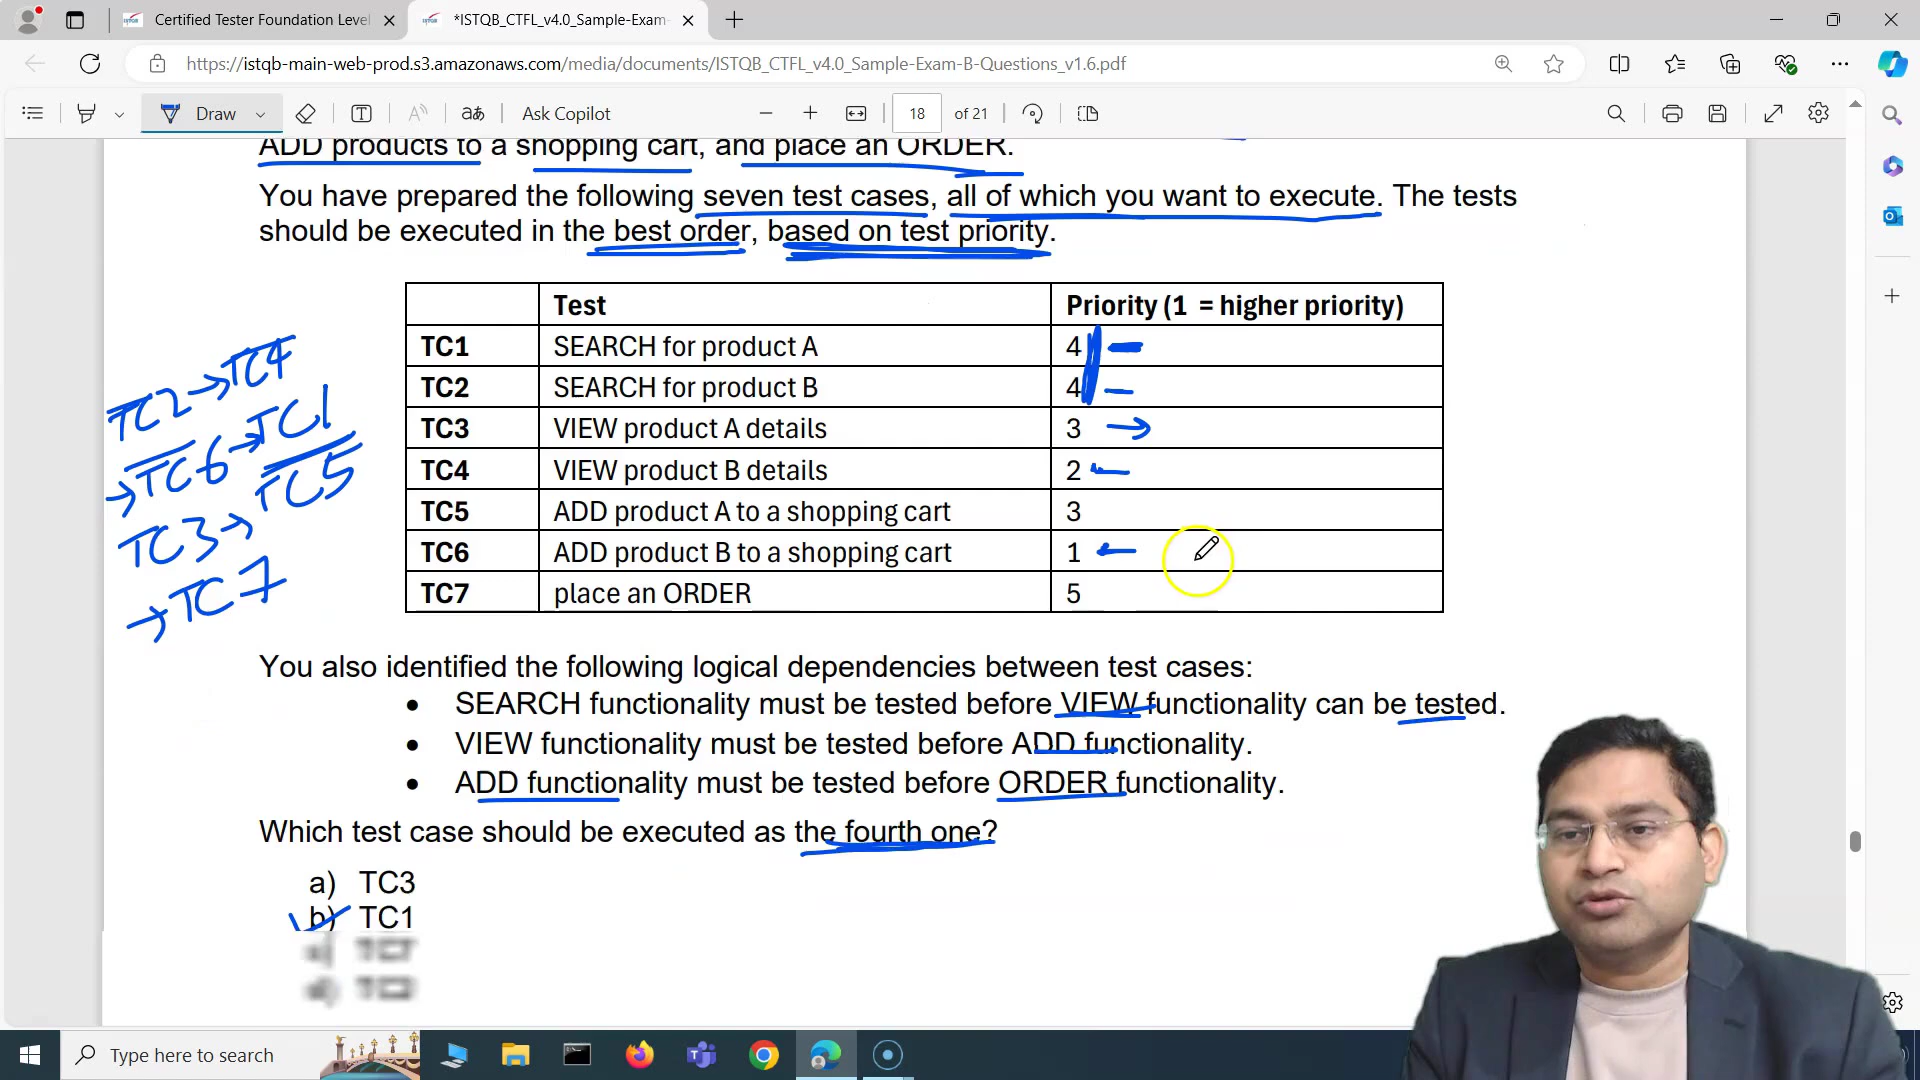 Certified Tester Foundation Level
*ISTQB_CTFL_v4.0_Sample-Exam-
https://istqb-main-web-prod.s3.amazonaws.com/media/documents/ISTQB_CTFL_v4.0_Sample-Exam-B-Questions_v1.6.pdf
Draw
Ask Copilot
18 of 21
ADD products to a shopping cart, and place an ORDER.
You have prepared the following seven test cases, all of which you want to execute. The tests
should be executed in the best order, based on test priority.
Test Priority (1 = higher priority)
TC1 SEARCH for product A 4
TC2 SEARCH for product B 4
TC3 VIEW product A details 3
TC4 VIEW product B details 2
TC5 ADD product A to a shopping cart 3
TC6 ADD product B to a shopping cart 1
TC7 place an ORDER 5
TC2 → TC4
→ TC6 → TC1
TC3 → TC5
→ TC7
You also identified the following logical dependencies between test cases:
• SEARCH functionality must be tested before VIEW functionality can be tested.
• VIEW functionality must be tested before ADD functionality.
• ADD functionality must be tested before ORDER functionality.
Which test case should be executed as the fourth one?
a) TC3
b) TC1
Type here to search